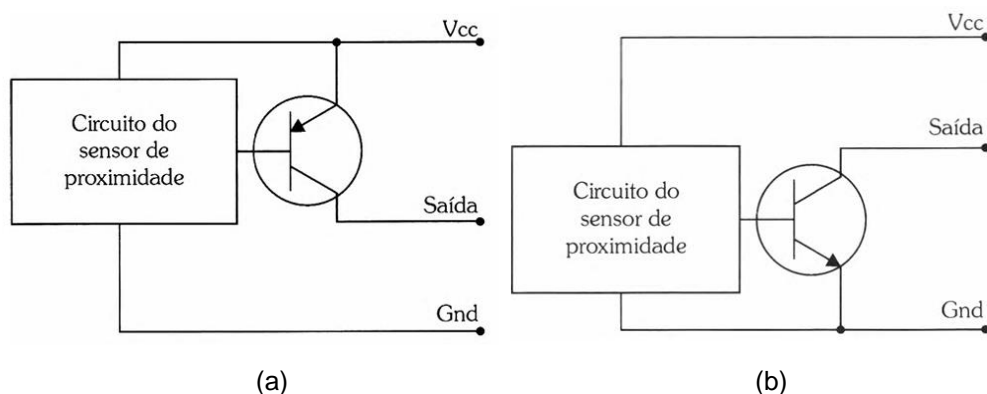 Vcc
Circuito do
sensor de
proximidade
Saída
Gnd
(a)
Vcc
Saída
Circuito do
sensor de
proximidade
Gnd
(b)